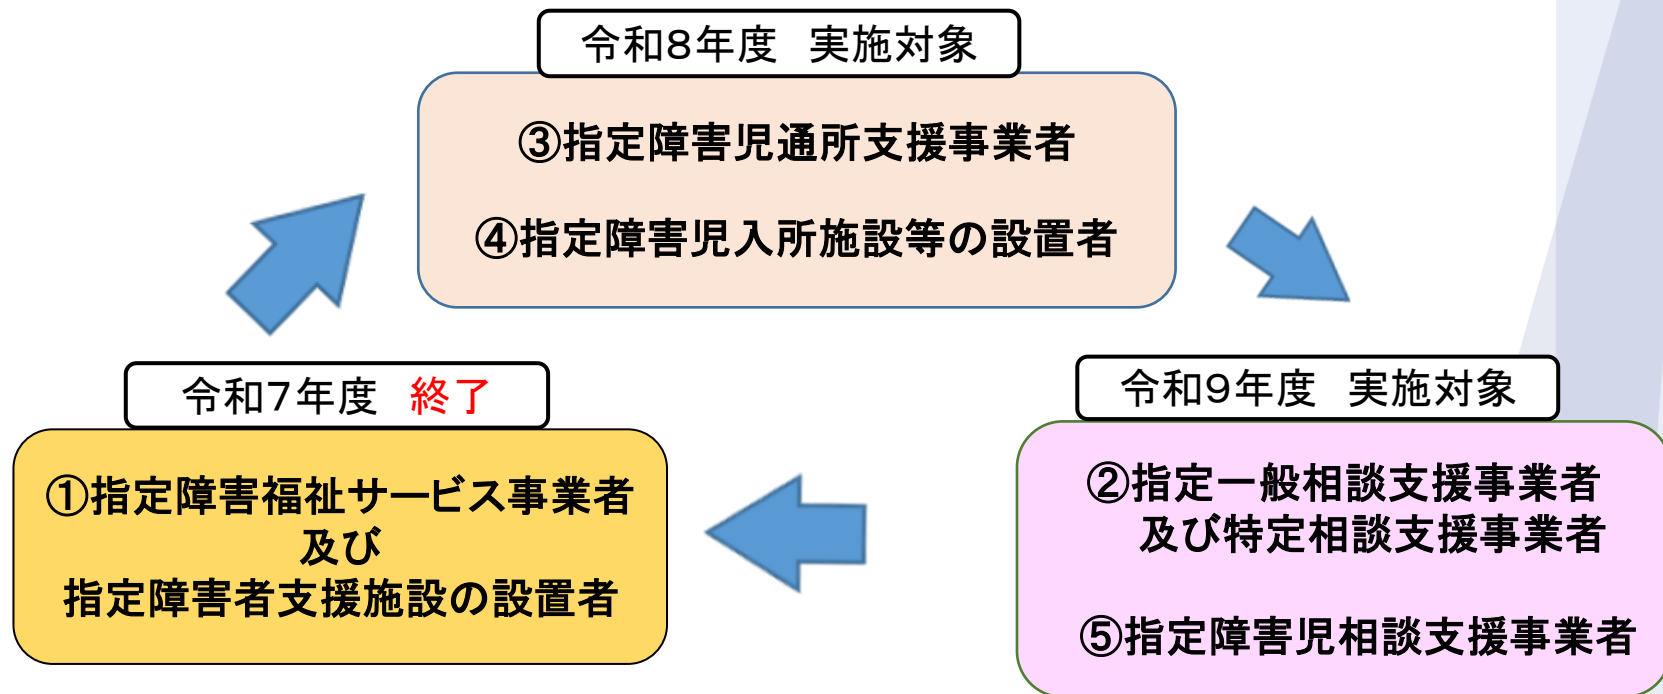 令和8年度　実施対象
③指定障害児通所支援事業者
④指定障害児入所施設等の設置者
令和7年度　終了
①指定障害福祉サービス事業者
及び
指定障害者支援施設の設置者
令和9年度　実施対象
②指定一般相談支援事業者
及び特定相談支援事業者
⑤指定障害児相談支援事業者